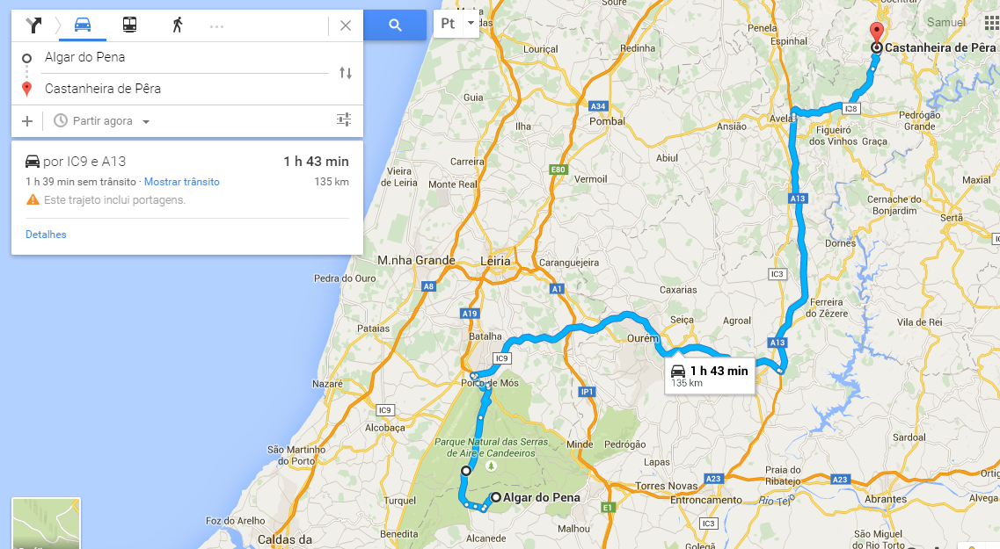 Algar do Pena
Castanheira de Pêra
Partir agora
por IC9 e A13
1 h 43 min
1 h 39 min sem trânsito · Mostrar trânsito
135 km
Este trajeto inclui portagens.
Detalhes
Pt
Samuel
Soure
Penela
Espinhal
Castanheira de Pêra
Louriçal
Redinha
Guia
A34
Pombal
Ilha
Ansião
Avela
IC8
Figueiró
dos Vinhos
Graça
Pedrógão
Grande
Carreira
Vieira
de Leiria
Monte Real
E80
Vermoil
Abiul
Maxial
A13
Cernache do
Bonjardim
Sertã
Dornes
M.nha Grande
Leiria
Caranguejeira
Pedra do Ouro
A8
A1
IC3
Caxarias
Ferreira
do Zêzere
A19
Pataias
Batalha
Seiça
Agroal
Vila de Rei
Ourém
A13
IC9
1 h 43 min
135 km
Porto de Mós
Nazaré
IP1
IC9
Alcobaça
Parque Natural das Serras
de Aire e Candeeiros
Minde
Pedrógão
Sardoal
São Martinho
do Porto
Lapas
Algar do Pena
Torres Novas
A23
Praia do
Ribatejo
A23
Entroncamento
Rio Tejo
Abrantes
Alvega
Turquel
E1
Foz do Arelho
Benedita
Alcanede
Malhou
IC3
Caldas da
São Miguel
do Rio Torto